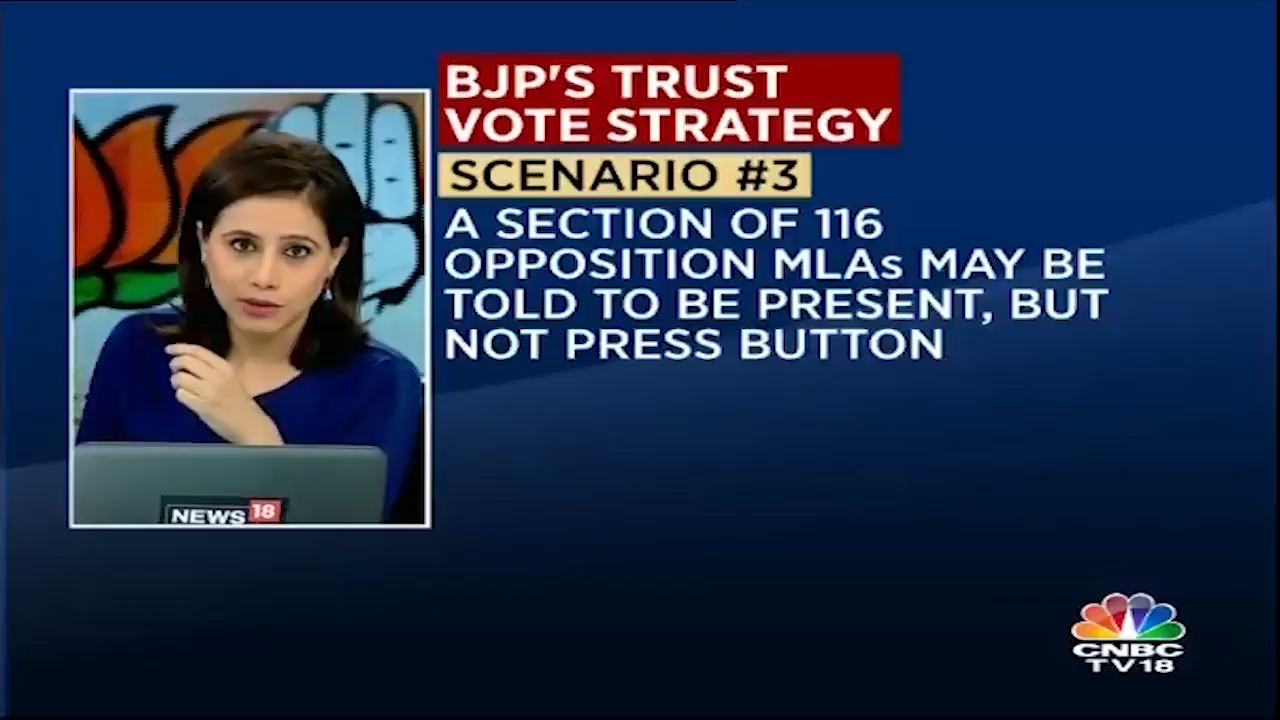 BJP'S TRUST
VOTE STRATEGY
SCENARIO #3
A SECTION OF 116
OPPOSITION MLAs MAY BE
TOLD TO BE PRESENT, BUT
NOT PRESS BUTTON
NEWS 18
CNBC
TV18